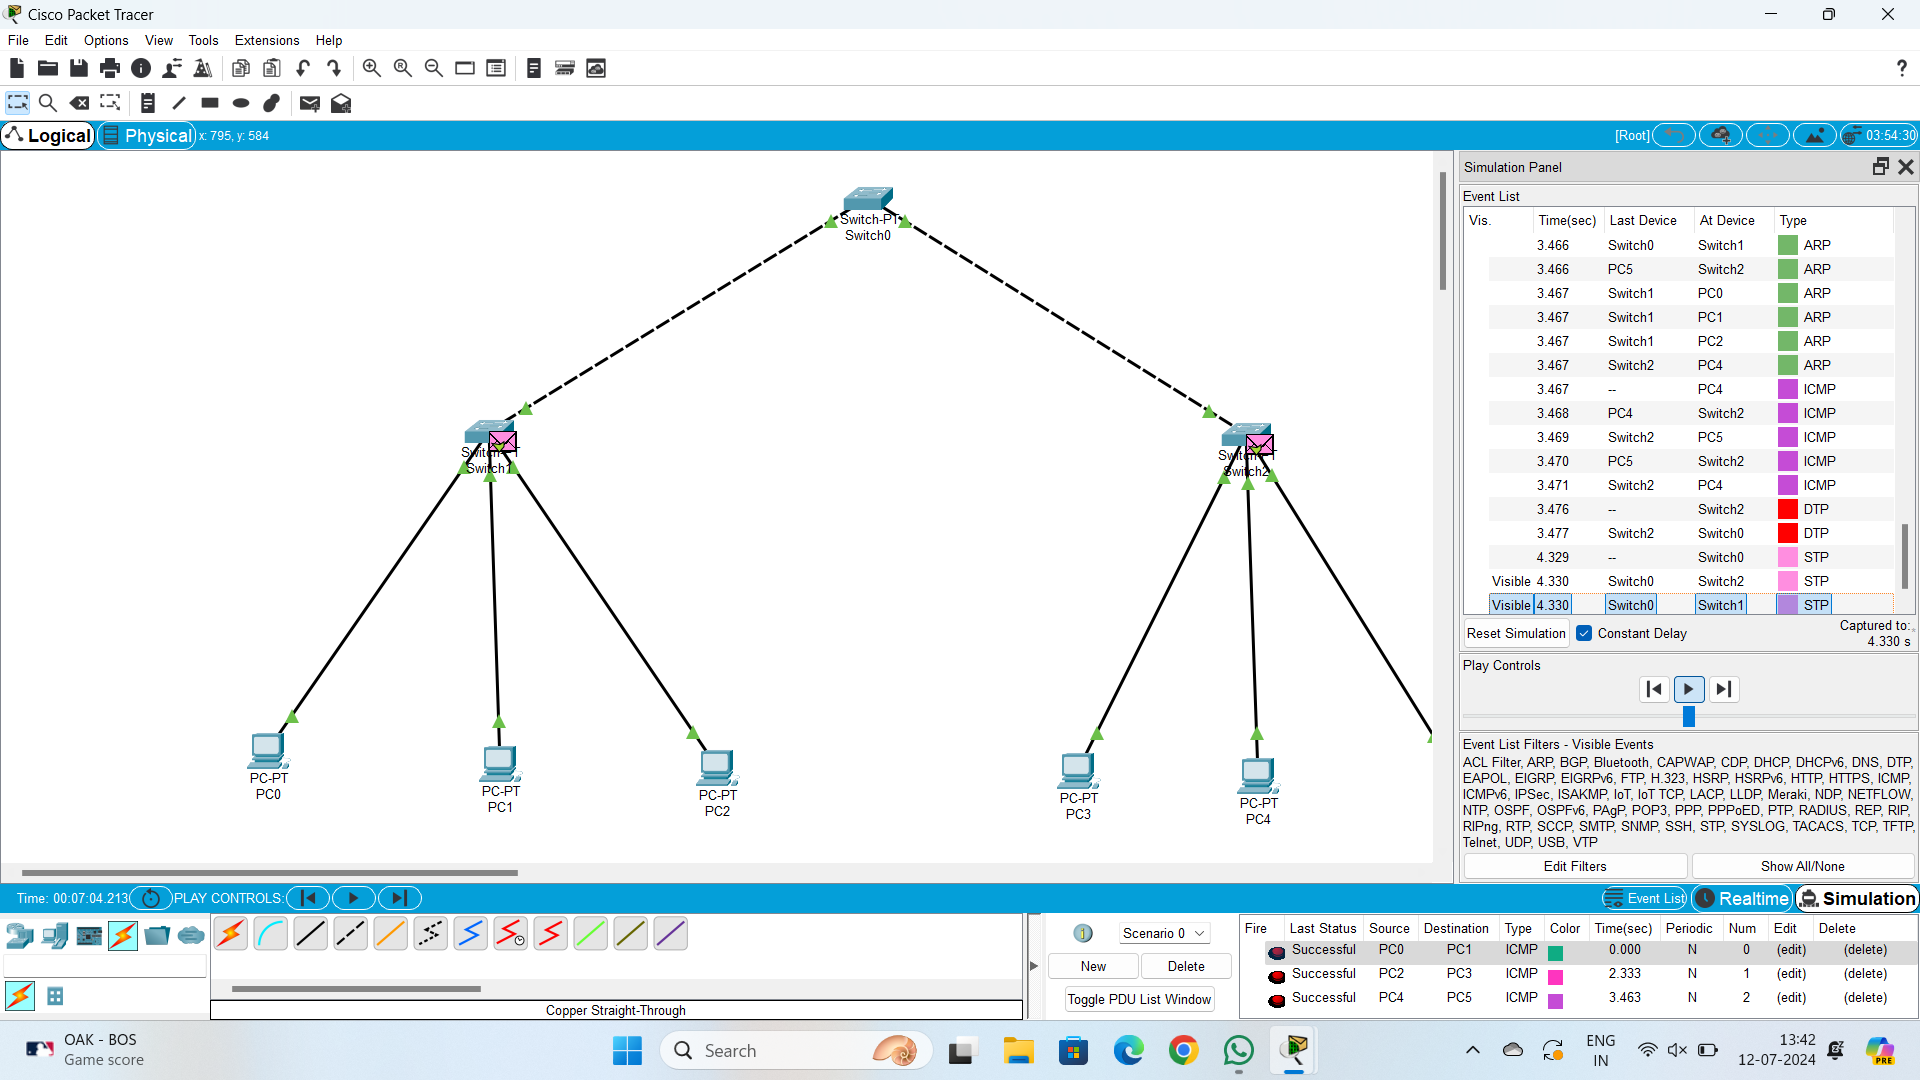 Cisco Packet Tracer
File Edit Options View Tools Extensions Help
?
Logical Physical x: 795, y: 584 [Root] 03:54:30
Switch-PT
Switch0
Switch1
Switch2
PC-PT
PC0
PC-PT
PC1
PC-PT
PC2
PC-PT
PC3
PC-PT
PC4
Simulation Panel
Event List
Vis. Time(sec) Last Device At Device Type
3.466 Switch0 Switch1 ARP
3.466 PC5 Switch2 ARP
3.467 Switch1 PC0 ARP
3.467 Switch1 PC1 ARP
3.467 Switch1 PC2 ARP
3.467 Switch2 PC4 ARP
3.467 -- PC4 ICMP
3.468 PC4 Switch2 ICMP
3.469 Switch2 PC5 ICMP
3.470 PC5 Switch2 ICMP
3.471 Switch2 PC4 ICMP
3.476 -- Switch2 DTP
3.477 Switch2 Switch0 DTP
4.329 -- Switch0 STP
Visible 4.330 Switch0 Switch2 STP
Visible 4.330 Switch0 Switch1 STP
Reset Simulation Constant Delay Captured to:
4.330 s
Play Controls
Event List Filters - Visible Events
ACL Filter, ARP, BGP, Bluetooth, CAPWAP, CDP, DHCP, DHCPv6, DNS, DTP,
EAPOL, EIGRP, EIGRPv6, FTP, H.323, HSRP, HSRPv6, HTTP, HTTPS, ICMP,
ICMPv6, IPSec, ISAKMP, IoT, IoT TCP, LACP, LLDP, Meraki, NDP, NETFLOW,
NTP, OSPF, OSPFv6, PAgP, POP3, PPP, PPPoED, PTP, RADIUS, REP, RIP,
RIPng, RTP, SCCP, SMTP, SNMP, SSH, STP, SYSLOG, TACACS, TCP, TFTP,
Telnet, UDP, USB, VTP
Edit Filters Show All/None
Time: 00:07:04.213 PLAY CONTROLS: Event List Realtime Simulation
Copper Straight-Through
Scenario 0
New Delete
Toggle PDU List Window
Fire Last Status Source Destination Type Color Time(sec) Periodic Num Edit Delete
Successful PC0 PC1 ICMP 0.000 N 0 (edit) (delete)
Successful PC2 PC3 ICMP 2.333 N 1 (edit) (delete)
Successful PC4 PC5 ICMP 3.463 N 2 (edit) (delete)
OAK - BOS
Game score
Search
ENG
IN
13:42
12-07-2024
PRE